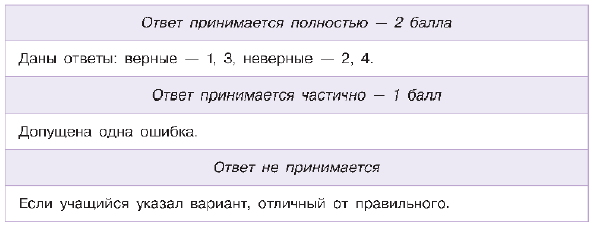 Ответ принимается полностью — 2 балла
Даны ответы: верные — 1, 3, неверные — 2, 4.
Ответ принимается частично — 1 балл
Допущена одна ошибка.
Ответ не принимается
Если учащийся указал вариант, отличный от правильного.